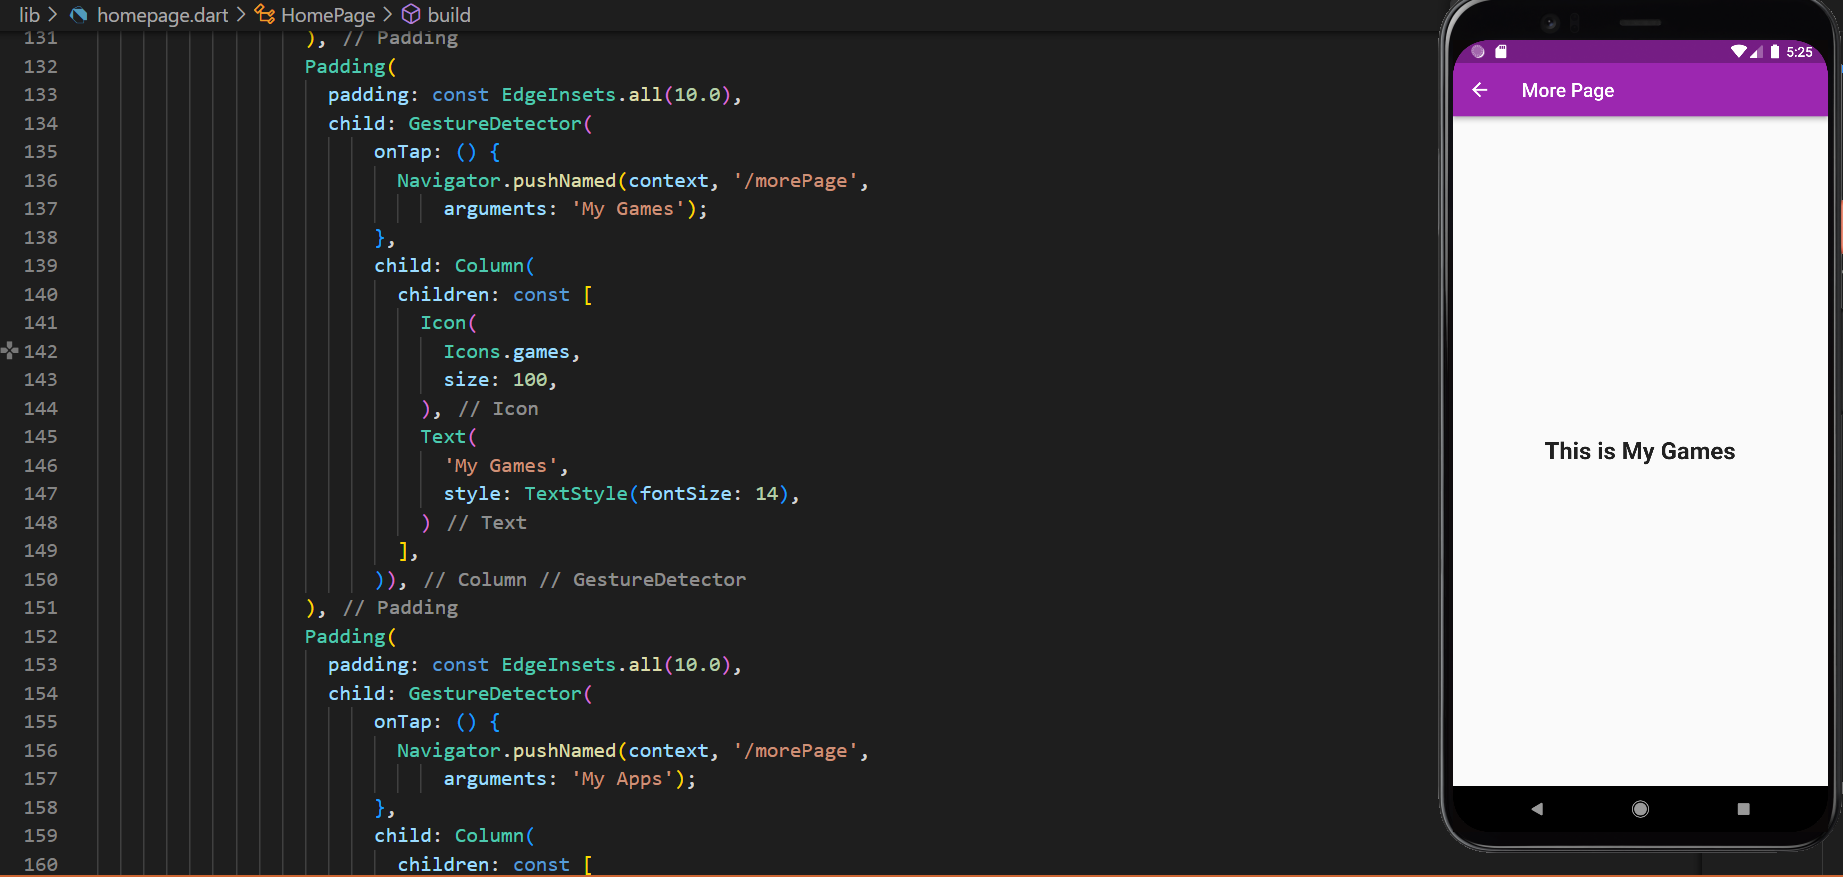 lib > homepage.dart > HomePage > build
131 ), // Padding
132 Padding(
133 padding: const EdgeInsets.all(10.0),
134 child: GestureDetector(
135 onTap: () {
136 Navigator.pushNamed(context, '/morePage',
137 arguments: 'My Games');
138 },
139 child: Column(
140 children: const [
141 Icon(
142 Icons.games,
143 size: 100,
144 ), // Icon
145 Text(
146 'My Games',
147 style: TextStyle(fontSize: 14),
148 ) // Text
149 ],
150 )), // Column // GestureDetector
151 ), // Padding
152 Padding(
153 padding: const EdgeInsets.all(10.0),
154 child: GestureDetector(
155 onTap: () {
156 Navigator.pushNamed(context, '/morePage',
157 arguments: 'My Apps');
158 },
159 child: Column(
160 children: const [
5:25
More Page
This is My Games